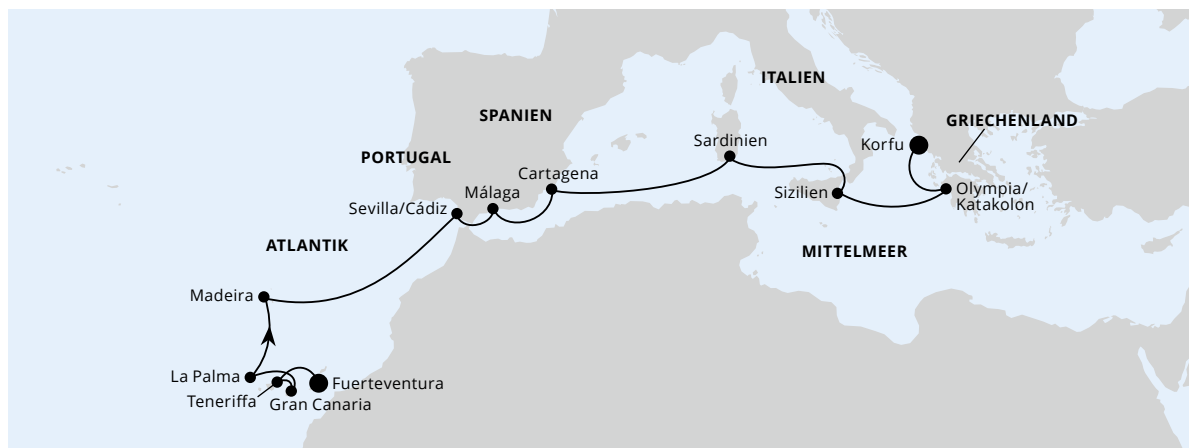 ITALIEN
SPANIEN
GRIECHENLAND
Sardinien
Korfu
PORTUGAL
Cartagena
Málaga
Sizilien
Olympia/
Katakolon
Sevilla/Cádiz
ATLANTIK
MITTELMEER
Madeira
La Palma
Fuerteventura
Teneriffa
Gran Canaria